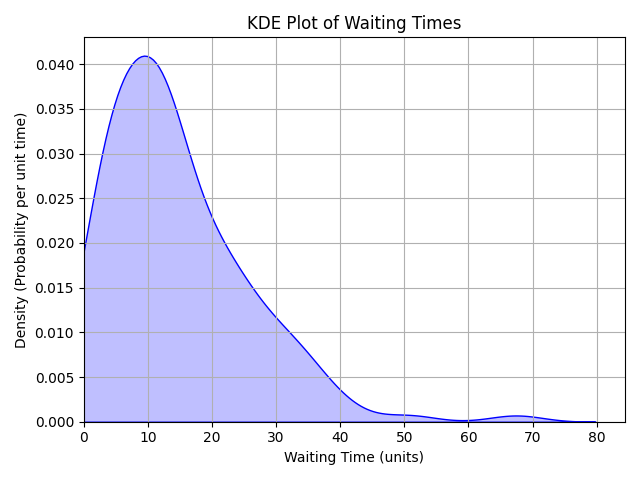 KDE Plot of Waiting Times
Density (Probability per unit time)
0.040
0.035
0.030
0.025
0.020
0.015
0.010
0.005
0.000
0 10 20 30 40 50 60 70 80
Waiting Time (units)